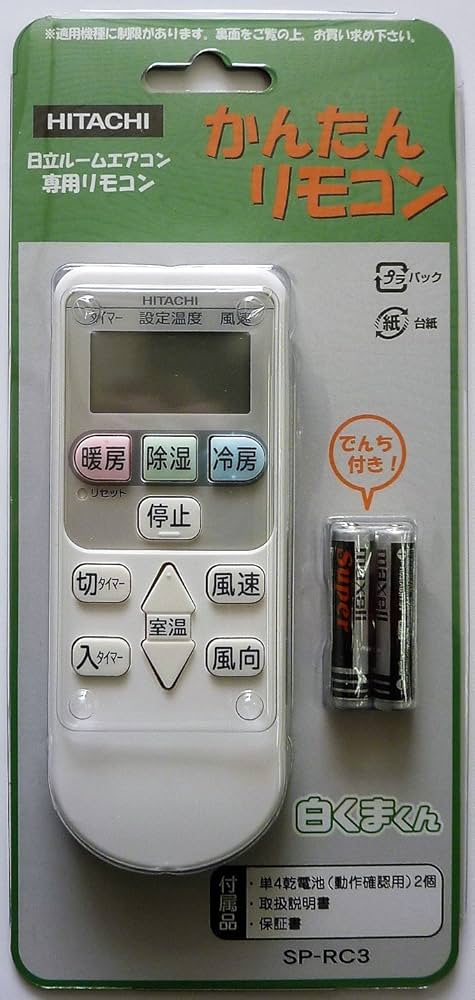 ※適用機種に制限があります。裏面をご覧の上、お買い求め下さい。
HITACHI
日立ルームエアコン
専用リモコン
かんたん
リモコン
プラ パック
紙 台紙
HITACHI
タイマー 設定温度 風速
暖房 除湿 冷房
リセット
停止
切タイマー 風速
室温
入タイマー 風向
でんち
付き!
Super
maxell
maxell
白くまくん
付属品
・単4乾電池(動作確認用)2個
・取扱説明書
・保証書
SP-RC3